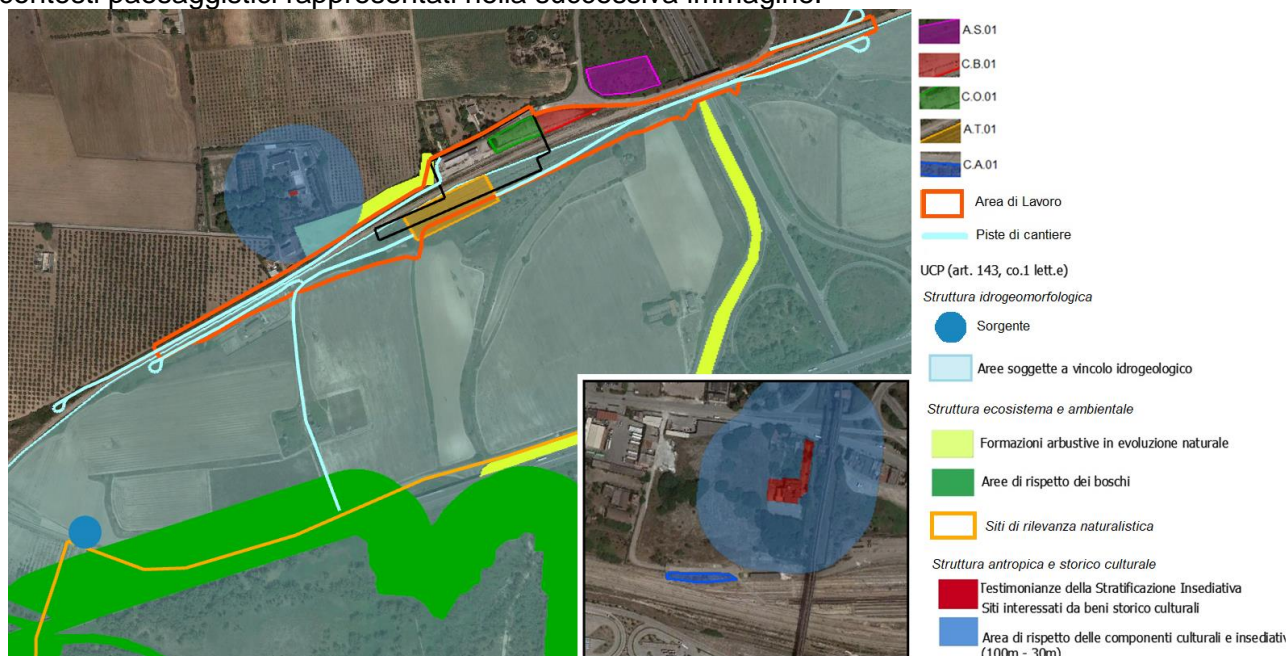 contesti paesaggistici rappresentati nella successiva immagine.
A.S.01
C.B.01
C.O.01
A.T.01
C.A.01
Area di Lavoro
Piste di cantiere
UCP (art. 143, co.1 lett.e)
Struttura idrogeomorfologica
Sorgente
Aree soggette a vincolo idrogeologico
Struttura ecosistema e ambientale
Formazioni arbustive in evoluzione naturale
Aree di rispetto dei boschi
Siti di rilevanza naturalistica
Struttura antropica e storico culturale
Testimonianze della Stratificazione Insediativa
Siti interessati da beni storico culturali
Area di rispetto delle componenti culturali e insediativ
(100m - 30m)